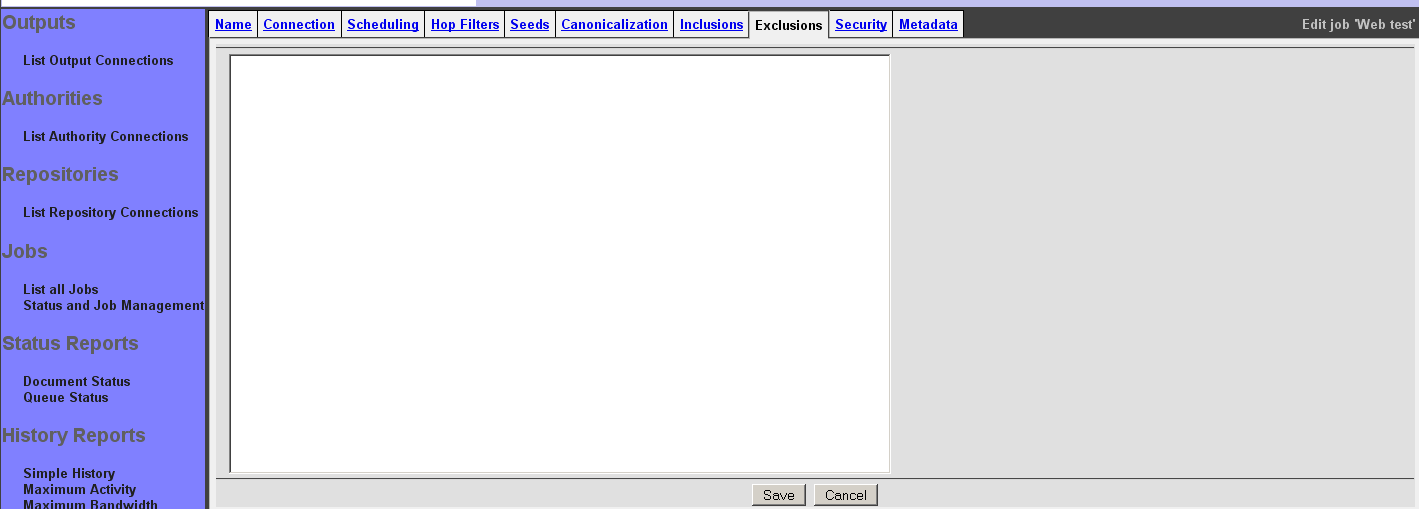 Outputs
List Output Connections
Authorities
List Authority Connections
Repositories
List Repository Connections
Jobs
List all Jobs
Status and Job Management
Status Reports
Document Status
Queue Status
History Reports
Simple History
Maximum Activity
Maximum Bandwidth
Name Connection Scheduling Hop Filters Seeds Canonicalization Inclusions Exclusions Security Metadata Edit job 'Web test'
Save Cancel